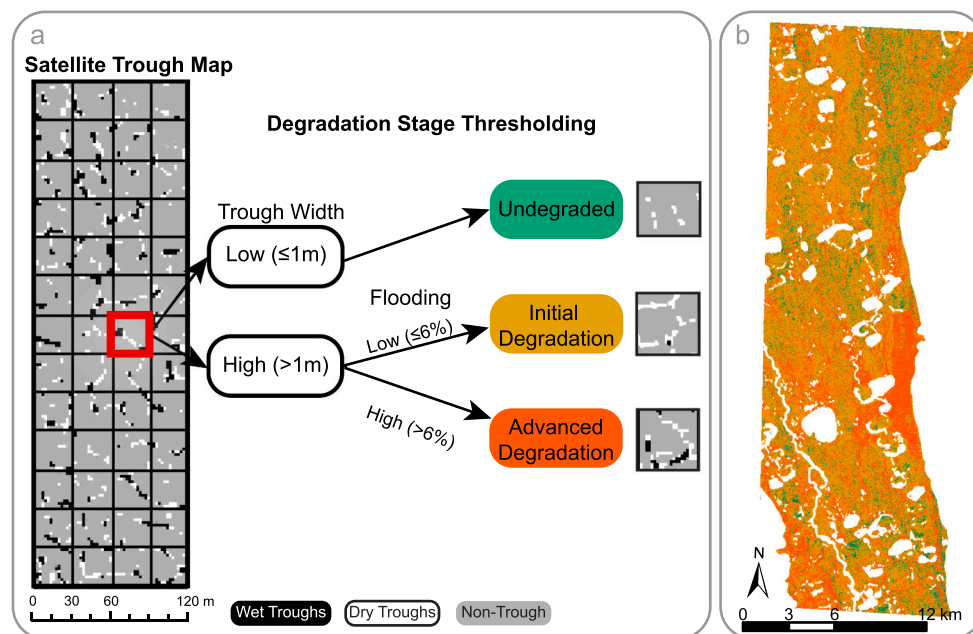 a
Satellite Trough Map
Degradation Stage Thresholding
Trough Width
Low (≤1m)
High (>1m)
Flooding
Low (≤6%)
High (>6%)
Undegraded
Initial
Degradation
Advanced
Degradation
0 30 60 120 m
Wet Troughs
Dry Troughs
Non-Trough
b
N
0 3 6 12 km